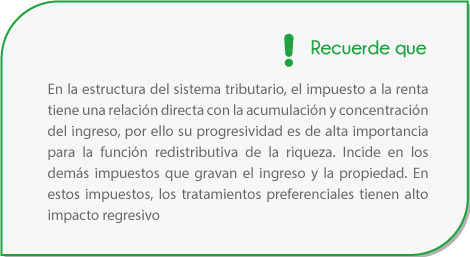 ! Recuerde que
En la estructura del sistema tributario, el impuesto a la renta
tiene una relación directa con la acumulación y concentración
del ingreso, por ello su progresividad es de alta importancia
para la función redistributiva de la riqueza. Incide en los
demás impuestos que gravan el ingreso y la propiedad. En
estos impuestos, los tratamientos preferenciales tienen alto
impacto regresivo